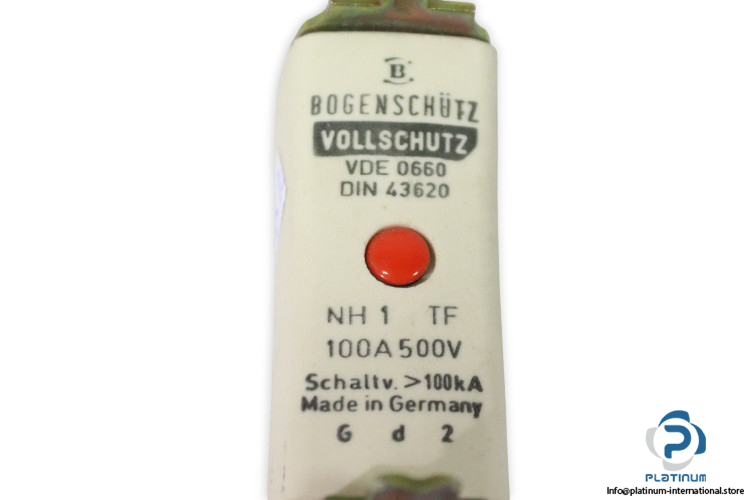 B
BOGENSCHÜTZ
VOLLSCHUTZ
VDE 0660
DIN 43620
NH 1 TF
100A 500V
Schaltv. >100kA
Made in Germany
G d 2
PLATINUM
Info@platinum-international.store